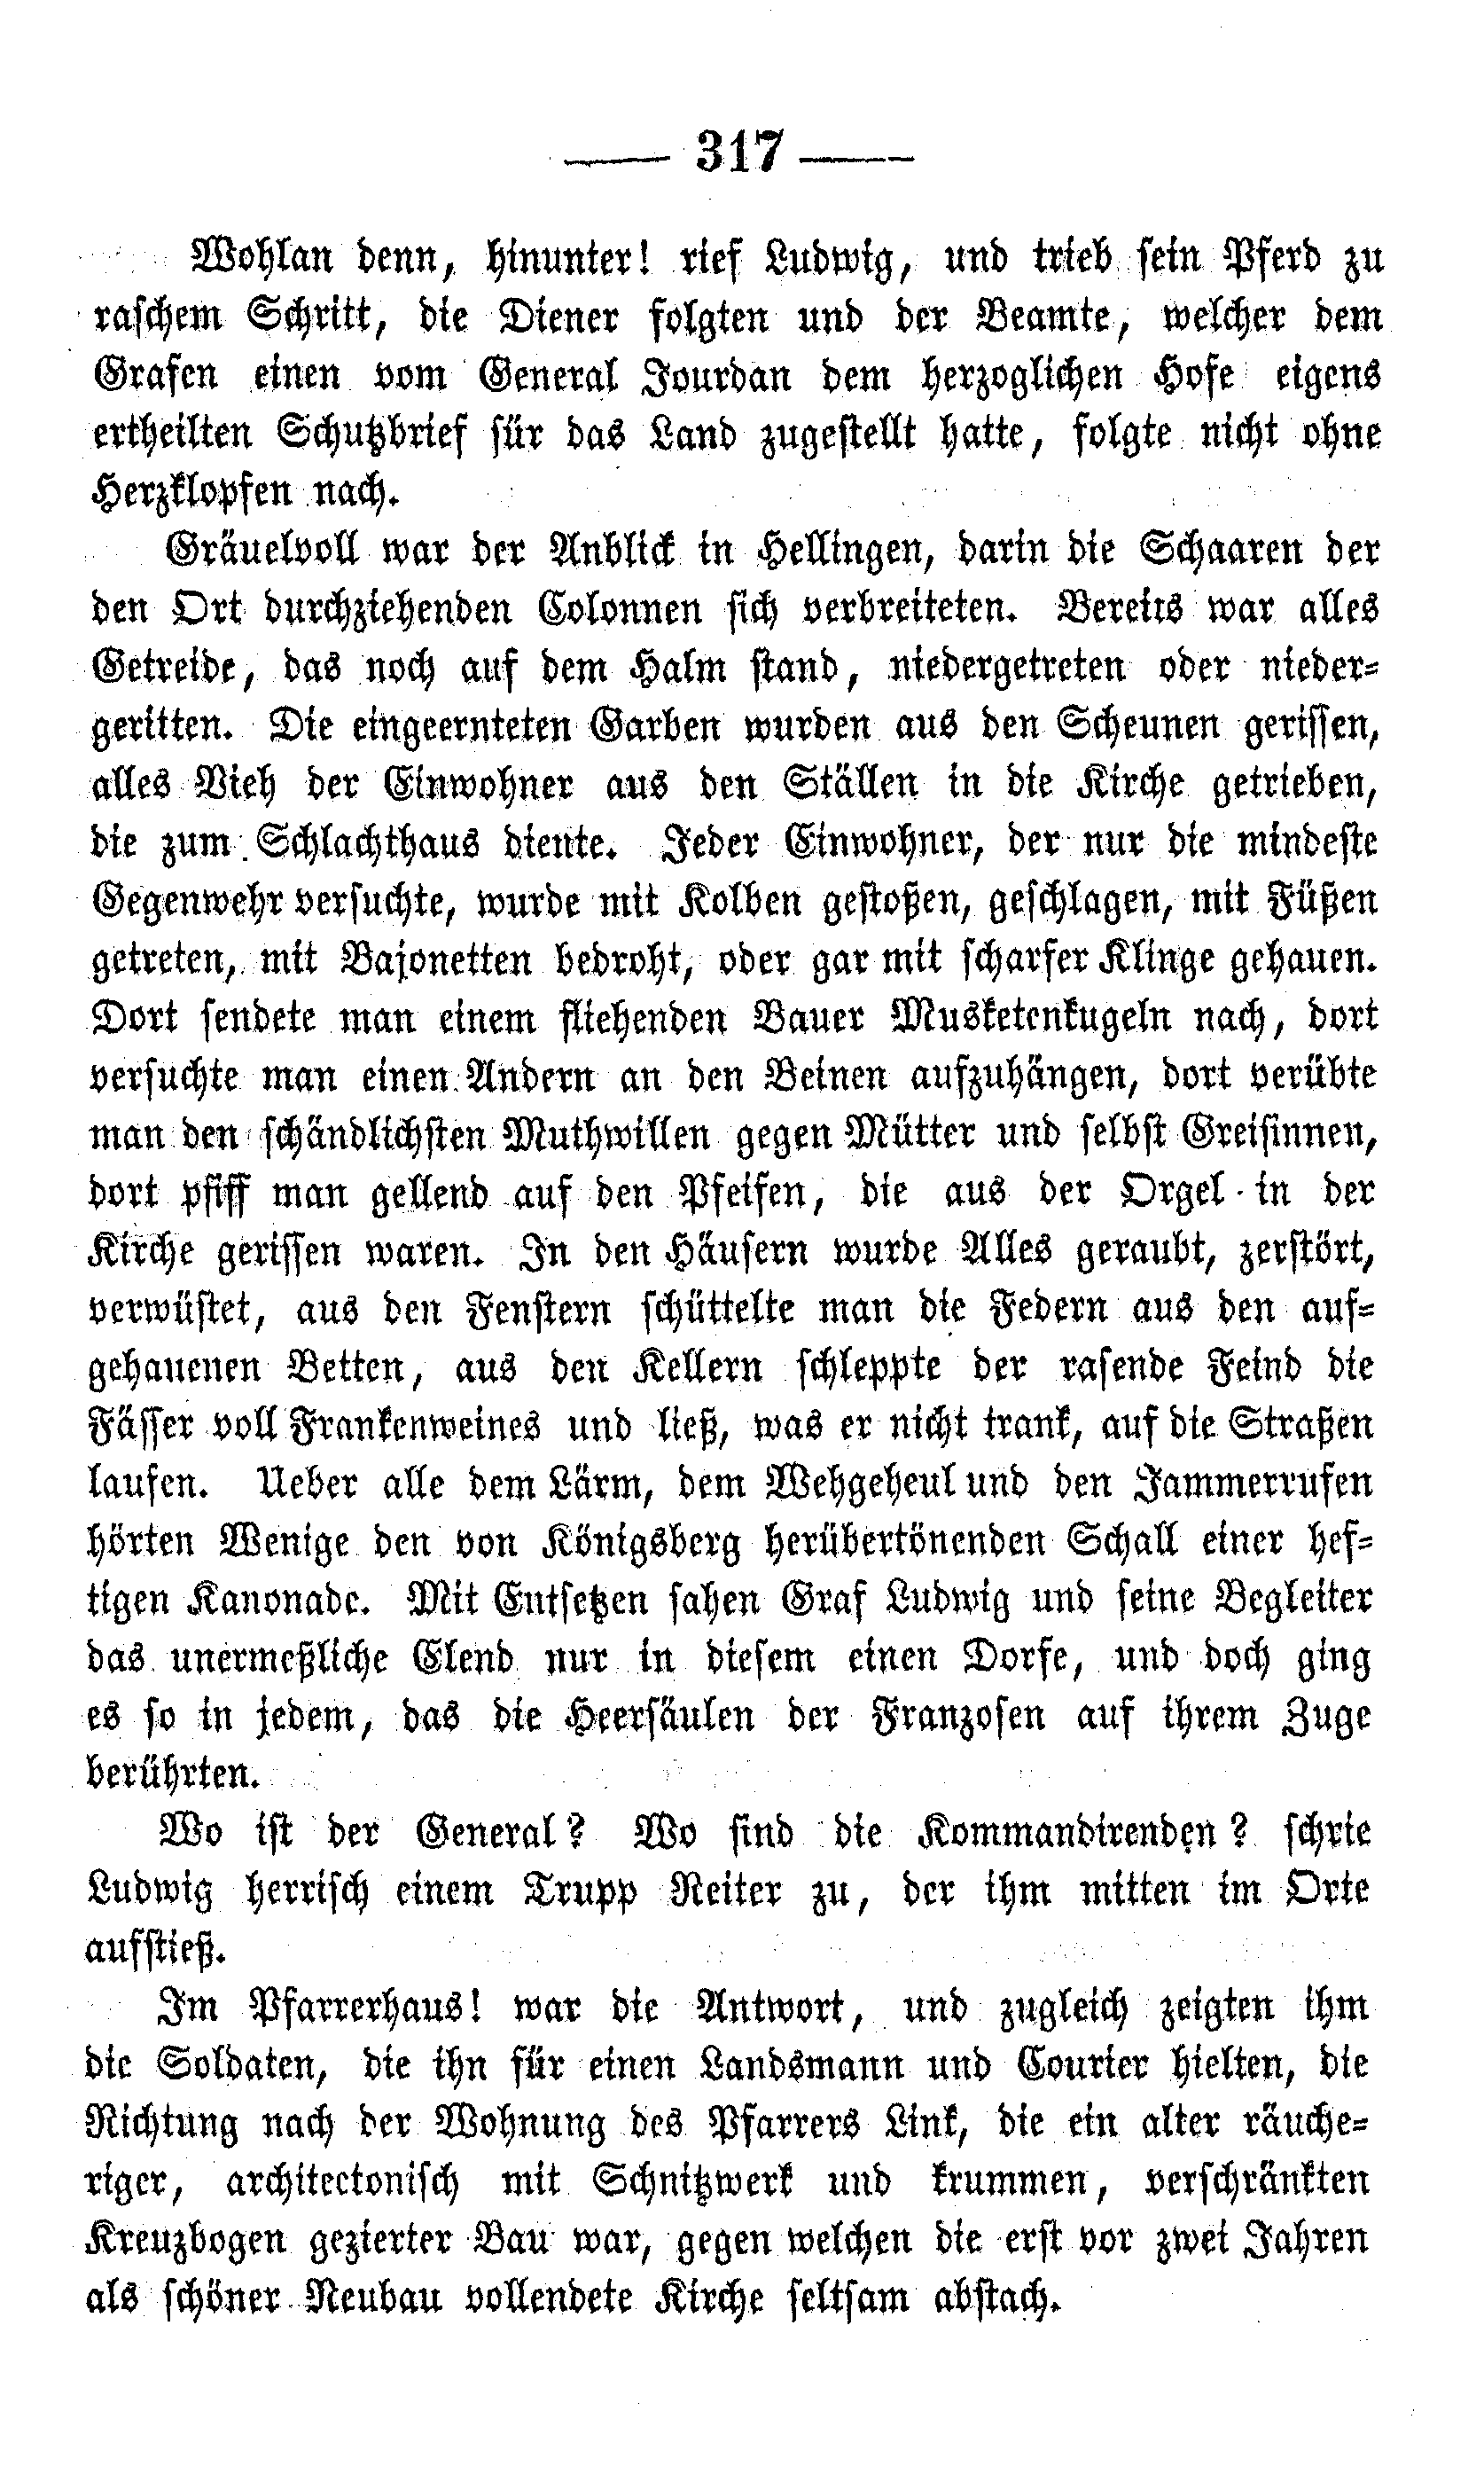 — 317 —
Wohlan denn, hinunter! rief Ludwig, und trieb sein Pferd zu
raschem Schritt, die Diener folgten und der Beamte, welcher dem
Grafen einen vom General Jourdan dem herzoglichen Hofe eigens
ertheilten Schutzbrief für das Land zugestellt hatte, folgte nicht ohne
Herzklopfen nach.
Gräuelvoll war der Anblick in Hellingen, darin die Schaaren der
den Ort durchziehenden Colonnen sich verbreiteten. Bereits war alles
Getreide, das noch auf dem Halm stand, niedergetreten oder nieder-
geritten. Die eingeernteten Garben wurden aus den Scheunen gerissen,
alles Vieh der Einwohner aus den Ställen in die Kirche getrieben,
die zum Schlachthaus diente. Jeder Einwohner, der nur die mindeste
Gegenwehr versuchte, wurde mit Kolben gestoßen, geschlagen, mit Füßen
getreten, mit Bajonetten bedroht, oder gar mit scharfer Klinge gehauen.
Dort sendete man einem fliehenden Bauer Musketenkugeln nach, dort
versuchte man einen Andern an den Beinen aufzuhängen, dort verübte
man den schändlichsten Muthwillen gegen Mütter und selbst Greisinnen,
dort pfiff man gellend auf den Pfeifen, die aus der Orgel in der
Kirche gerissen waren. In den Häusern wurde Alles geraubt, zerstört,
verwüstet, aus den Fenstern schüttelte man die Federn aus den auf-
gehauenen Betten, aus den Kellern schleppte der rasende Feind die
Fässer voll Frankenweines und ließ, was er nicht trank, auf die Straßen
laufen. Ueber alle dem Lärm, dem Wehgeheul und den Jammerrufen
hörten Wenige den von Königsberg herübertönenden Schall einer hef-
tigen Kanonade. Mit Entsetzen sahen Graf Ludwig und seine Begleiter
das unermeßliche Elend nur in diesem einen Dorfe, und doch ging
es so in jedem, das die Heersäulen der Franzosen auf ihrem Zuge
berührten.
Wo ist der General? Wo sind die Kommandirenden? schrie
Ludwig herrisch einem Trupp Reiter zu, der ihm mitten im Orte
aufstieß.
Im Pfarrerhaus! war die Antwort, und zugleich zeigten ihm
die Soldaten, die ihn für einen Landsmann und Courier hielten, die
Richtung nach der Wohnung des Pfarrers Link, die ein alter räuche-
riger, architectonisch mit Schnitzwerk und krummen, verschränkten
Kreuzbogen gezierter Bau war, gegen welchen die erst vor zwei Jahren
als schöner Neubau vollendete Kirche seltsam abstach.